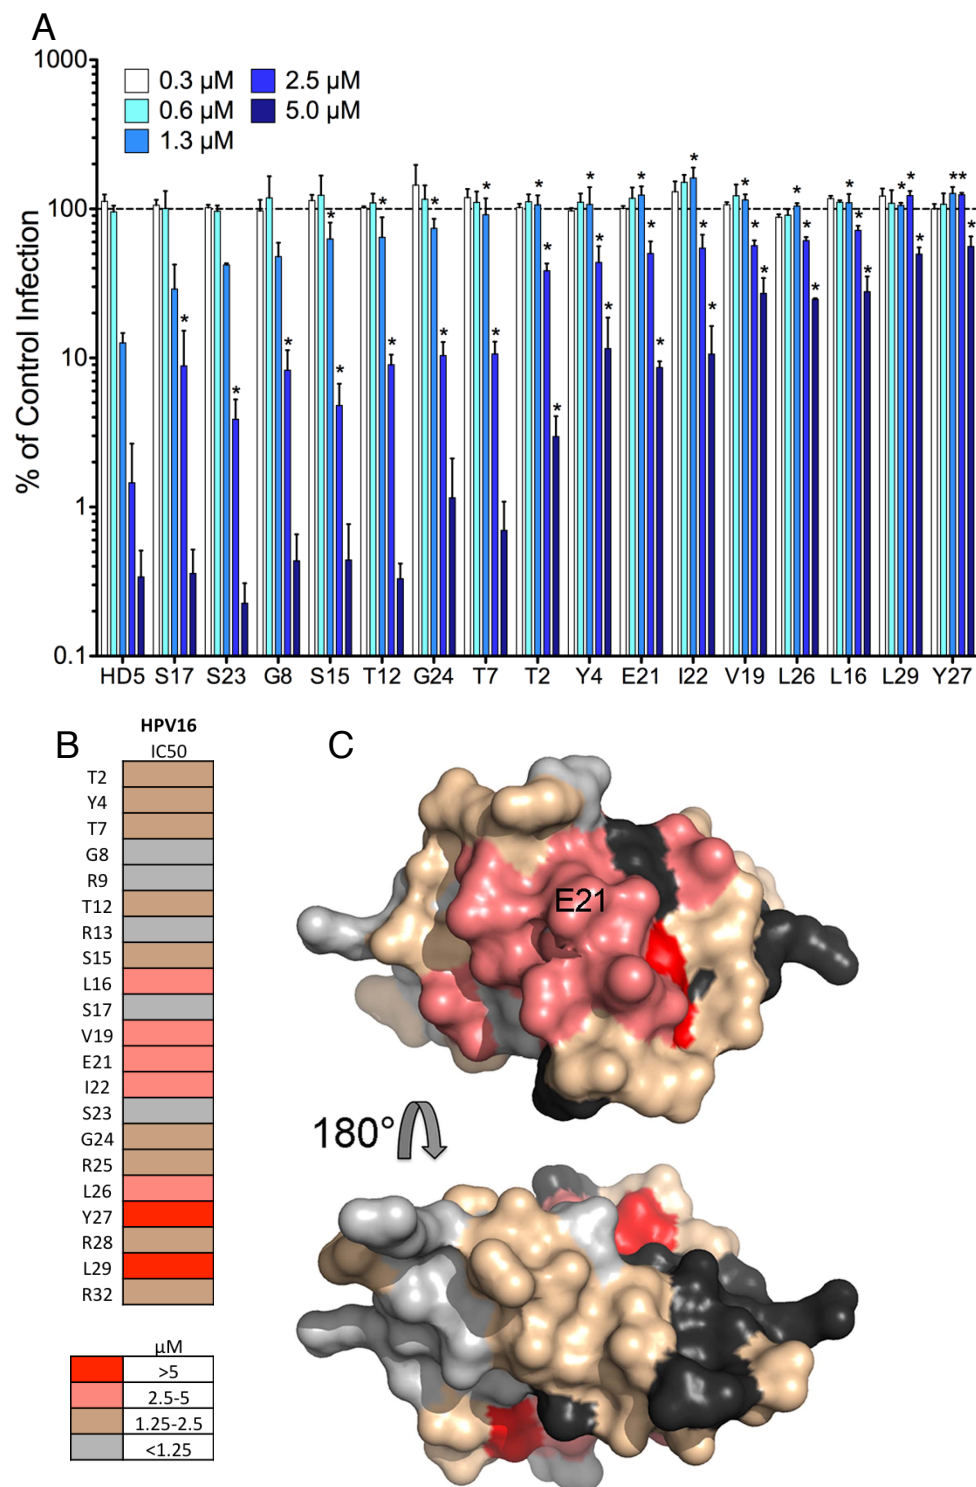 A
1000
100
10
1
0.1
% of Control Infection
0.3 µM
0.6 µM
1.3 µM
2.5 µM
5.0 µM
* * * * * * * * * * * * * * * * * * * * * * * * * * * * * * * * * * * *
HD5 S17 S23 G8 S15 T12 G24 T7 T2 Y4 E21 I22 V19 L26 L16 L29 Y27
B
HPV16
IC50
T2
Y4
T7
G8
R9
T12
R13
S15
L16
S17
V19
E21
I22
S23
G24
R25
L26
Y27
R28
L29
R32
µM
>5
2.5-5
1.25-2.5
<1.25
C
E21
180°